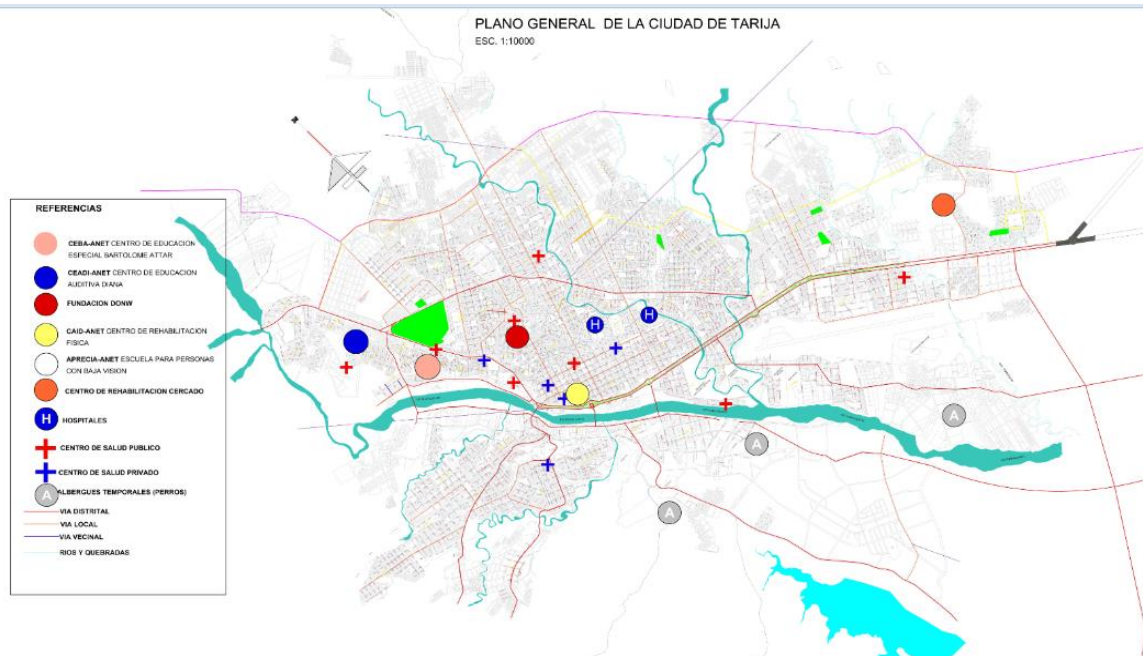 PLANO GENERAL DE LA CIUDAD DE TARIJA
ESC. 1:10000
REFERENCIAS
CEBA-ANET CENTRO DE EDUCACION
ESPECIAL BARTOLOME ATTAR
CEADI-ANET CENTRO DE EDUCACION
AUDITIVA DIANA
FUNDACION DONW
CAID-ANET CENTRO DE REHABILITACION
FISICA
APRECIA-ANET ESCUELA PARA PERSONAS
CON BAJA VISION
CENTRO DE REHABILITACION CERCADO
H HOSPITALES
CENTRO DE SALUD PUBLICO
CENTRO DE SALUD PRIVADO
A ALBERGUES TEMPORALES (PERROS)
VIA DISTRITAL
VIA LOCAL
VIA VECINAL
RIOS Y QUEBRADAS
H
H
A
A
A